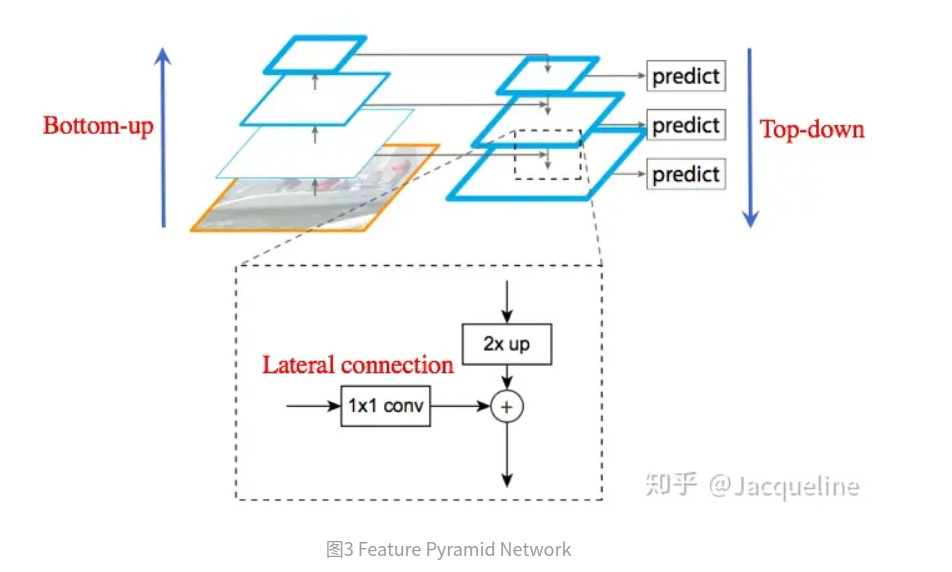 predict
Bottom-up
predict
Top-down
predict
2x up
Lateral connection
1x1 conv
+
知乎 @Jacqueline
图3 Feature Pyramid Network